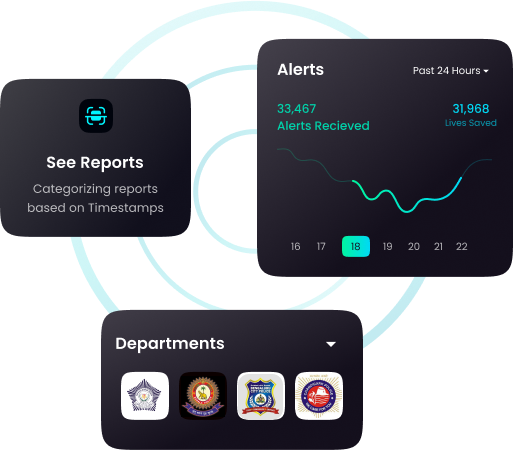 Alerts
Past 24 Hours
33,467
Alerts Recieved
31,968
Lives Saved
16 17 18 19 20 21 22
See Reports
Categorizing reports
based on Timestamps
Departments